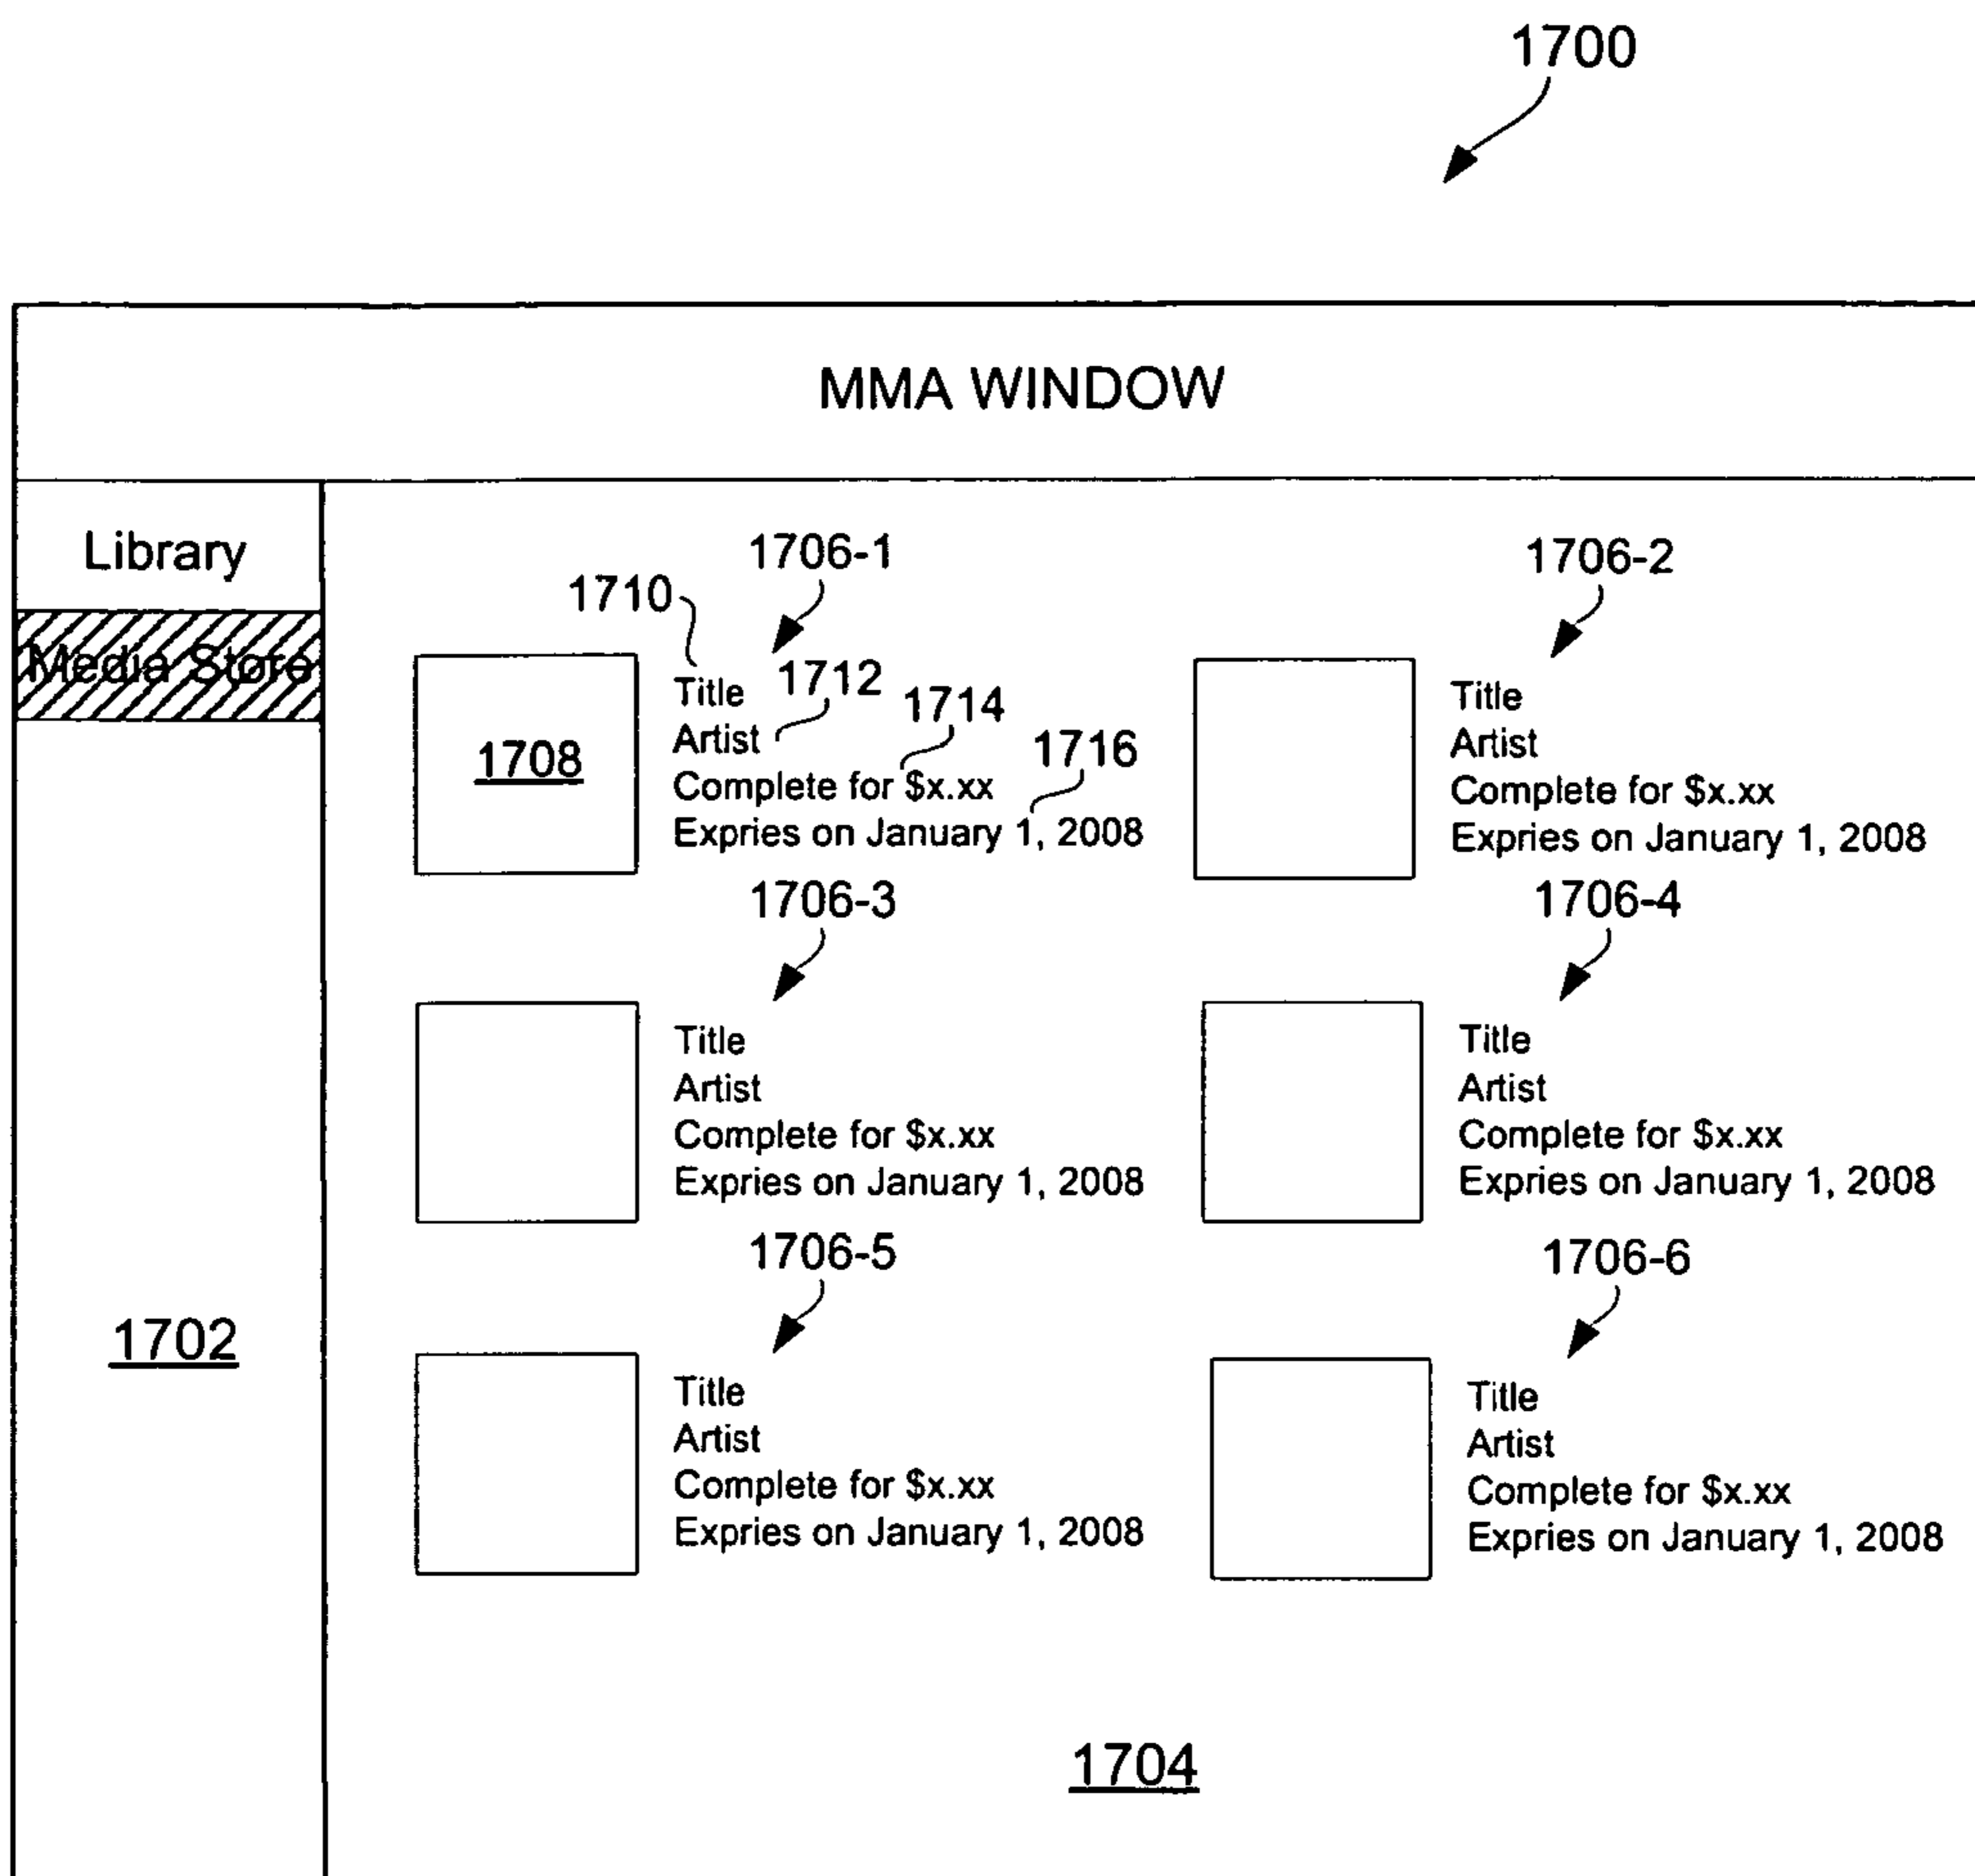 1700
MMA WINDOW
Library
Media Store
1702
1706-1
1710
1712
1714
1716
1708
Title
Artist
Complete for $x.xx
Expries on January 1, 2008
1706-2
Title
Artist
Complete for $x.xx
Expries on January 1, 2008
1706-3
Title
Artist
Complete for $x.xx
Expries on January 1, 2008
1706-4
Title
Artist
Complete for $x.xx
Expries on January 1, 2008
1706-5
Title
Artist
Complete for $x.xx
Expries on January 1, 2008
1706-6
Title
Artist
Complete for $x.xx
Expries on January 1, 2008
1704